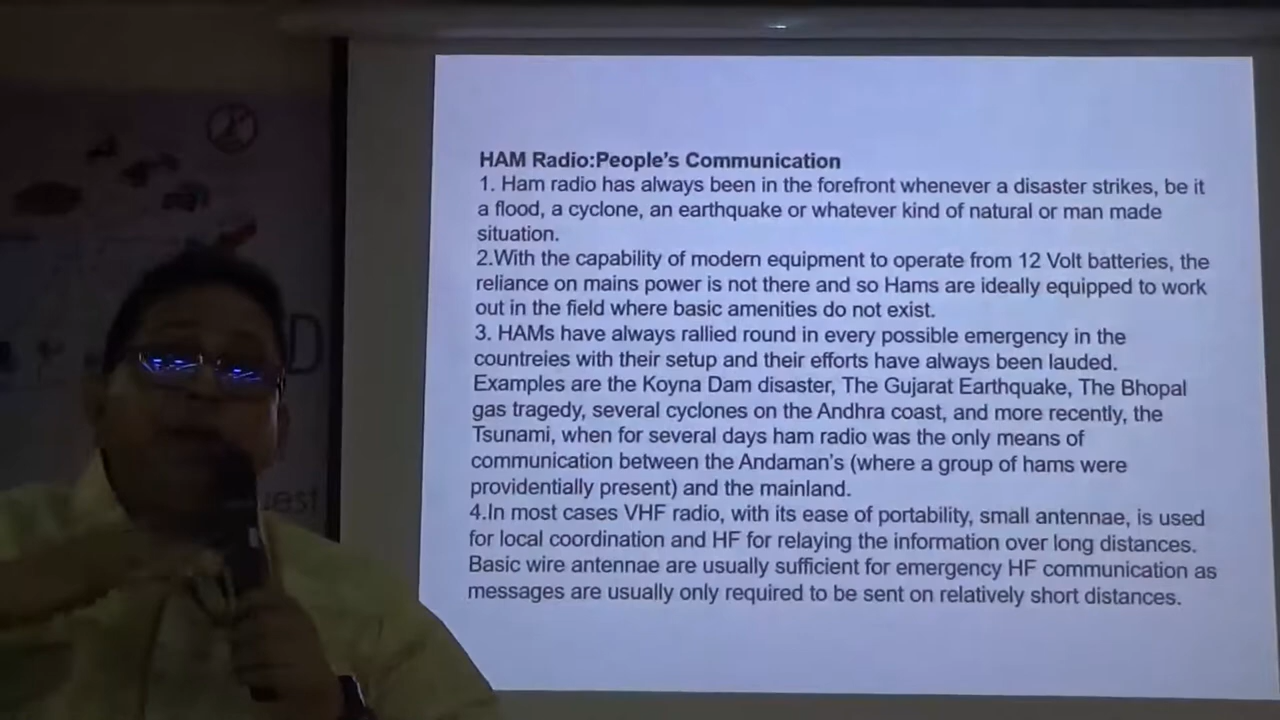 HAM Radio:People's Communication
1. Ham radio has always been in the forefront whenever a disaster strikes, be it
a flood, a cyclone, an earthquake or whatever kind of natural or man made
situation.
2.With the capability of modern equipment to operate from 12 Volt batteries, the
reliance on mains power is not there and so Hams are ideally equipped to work
out in the field where basic amenities do not exist.
3. HAMs have always rallied round in every possible emergency in the
countreies with their setup and their efforts have always been lauded.
Examples are the Koyna Dam disaster, The Gujarat Earthquake, The Bhopal
gas tragedy, several cyclones on the Andhra coast, and more recently, the
Tsunami, when for several days ham radio was the only means of
communication between the Andaman's (where a group of hams were
providentially present) and the mainland.
4.In most cases VHF radio, with its ease of portability, small antennae, is used
for local coordination and HF for relaying the information over long distances.
Basic wire antennae are usually sufficient for emergency HF communication as
messages are usually only required to be sent on relatively short distances.